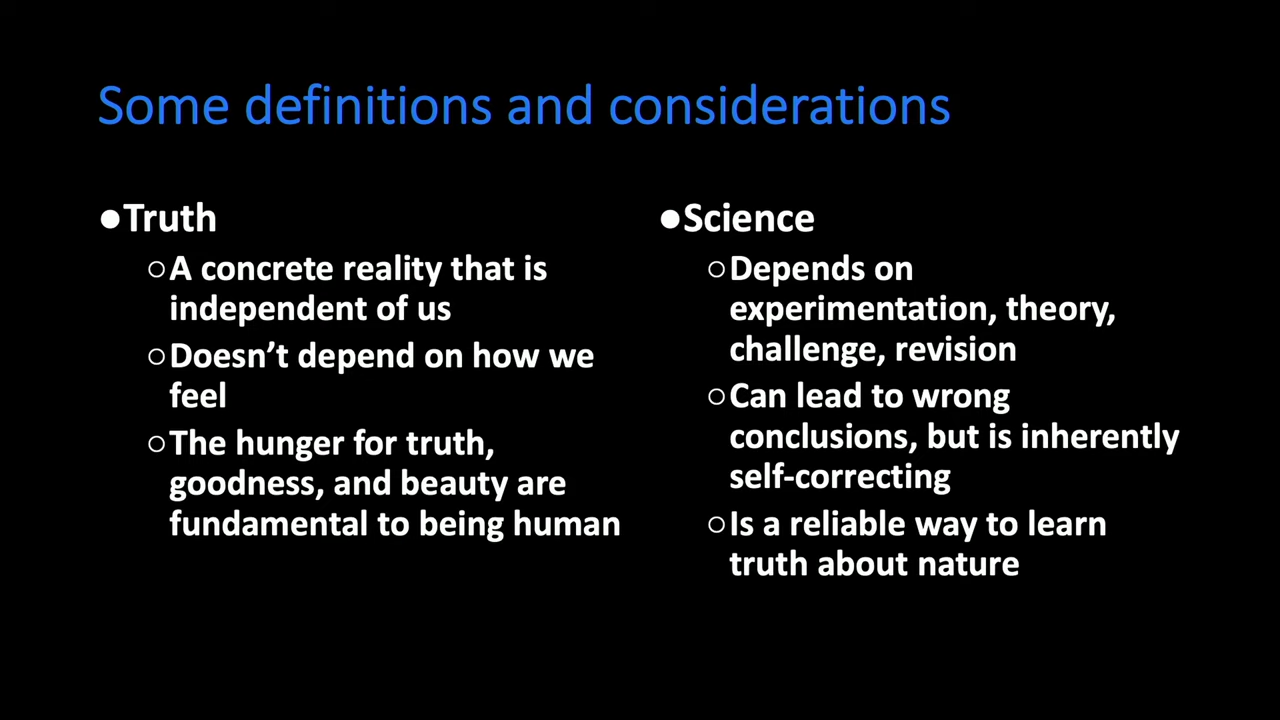 Some definitions and considerations
●Truth
○A concrete reality that is
independent of us
○Doesn’t depend on how we
feel
○The hunger for truth,
goodness, and beauty are
fundamental to being human
●Science
○Depends on
experimentation, theory,
challenge, revision
○Can lead to wrong
conclusions, but is inherently
self-correcting
○Is a reliable way to learn
truth about nature